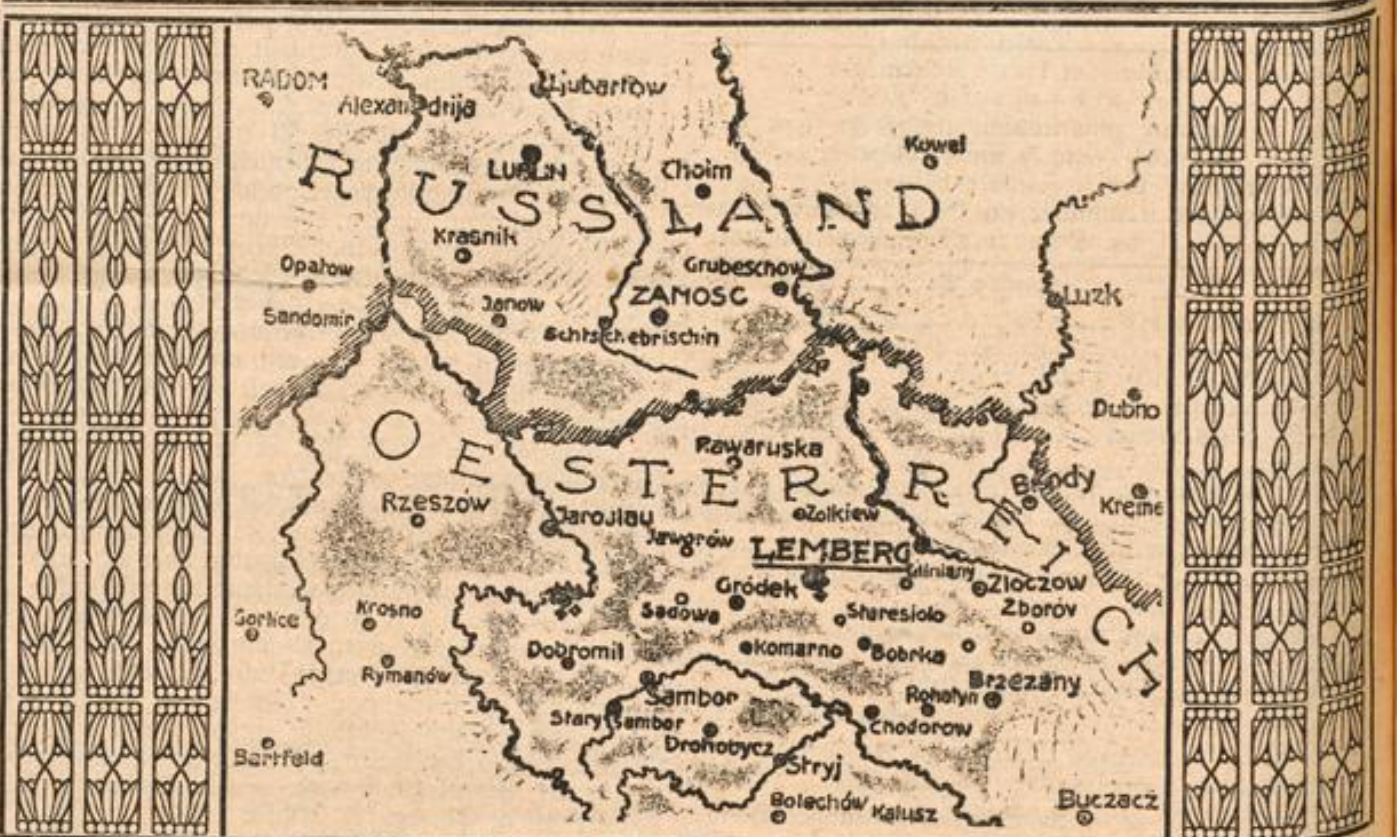 RADOM
Alexandrija
Ljubartow
LUBLIN
Cholm
Kowel
RUSSLAND
Krasnik
Opatow
Grubeschow
Janow
ZAMOSC
Luzk
Sandomir
Schtschebrischin
Dubno
OESTERREICH
Rawaruska
Rzeszów
Brody
Kreme
Jaroslau
Zolkiew
Jaworów
LEMBERG
Gliniany
Gródek
Zloczow
Krosno
Sadowa
Staresiolo
Zborów
Gorlice
Dobromil
Komarno
Bobrka
Rymanów
Brzezany
Sambor
Rohatyn
Stary Sambor
Chodorow
Drohobycz
Bartfeld
Stryj
Bolechów
Kalusz
Buczacz